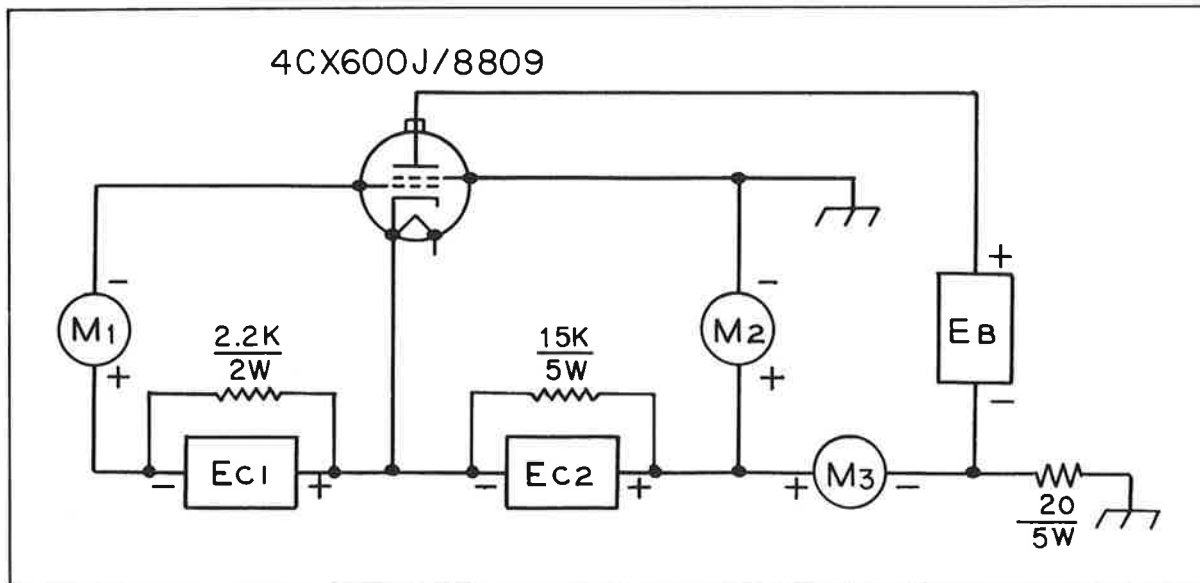 4CX600J/8809
-
M1
+
2.2K
2W
15K
5W
-
M2
+
+
EB
-
-
EC1
+
-
EC2
+
+
M3
-
20
5W